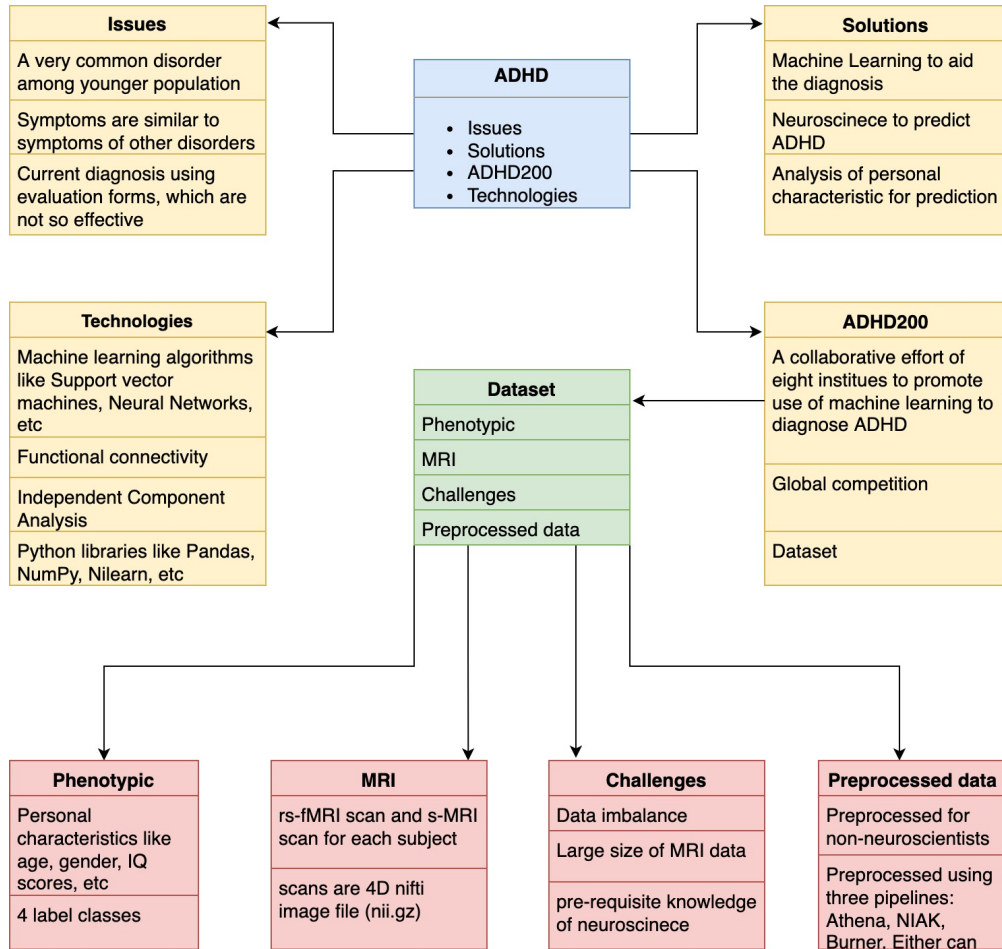 Issues
A very common disorder
among younger population
Symptoms are similar to
symptoms of other disorders
Current diagnosis using
evaluation forms, which are
not so effective
ADHD
• Issues
• Solutions
• ADHD200
• Technologies
Solutions
Machine Learning to aid
the diagnosis
Neuroscinece to predict
ADHD
Analysis of personal
characteristic for prediction
Technologies
Machine learning algorithms
like Support vector
machines, Neural Networks,
etc
Functional connectivity
Independent Component
Analysis
Python libraries like Pandas,
NumPy, Nilearn, etc
Dataset
Phenotypic
MRI
Challenges
Preprocessed data
ADHD200
A collaborative effort of
eight institues to promote
use of machine learning to
diagnose ADHD
Global competition
Dataset
Phenotypic
Personal
characteristics like
age, gender, IQ
scores, etc
4 label classes
MRI
rs-fMRI scan and s-MRI
scan for each subject
scans are 4D nifti
image file (nii.gz)
Challenges
Data imbalance
Large size of MRI data
pre-requisite knowledge
of neuroscinece
Preprocessed data
Preprocessed for
non-neuroscientists
Preprocessed using
three pipelines:
Athena, NIAK,
Burner. Either can